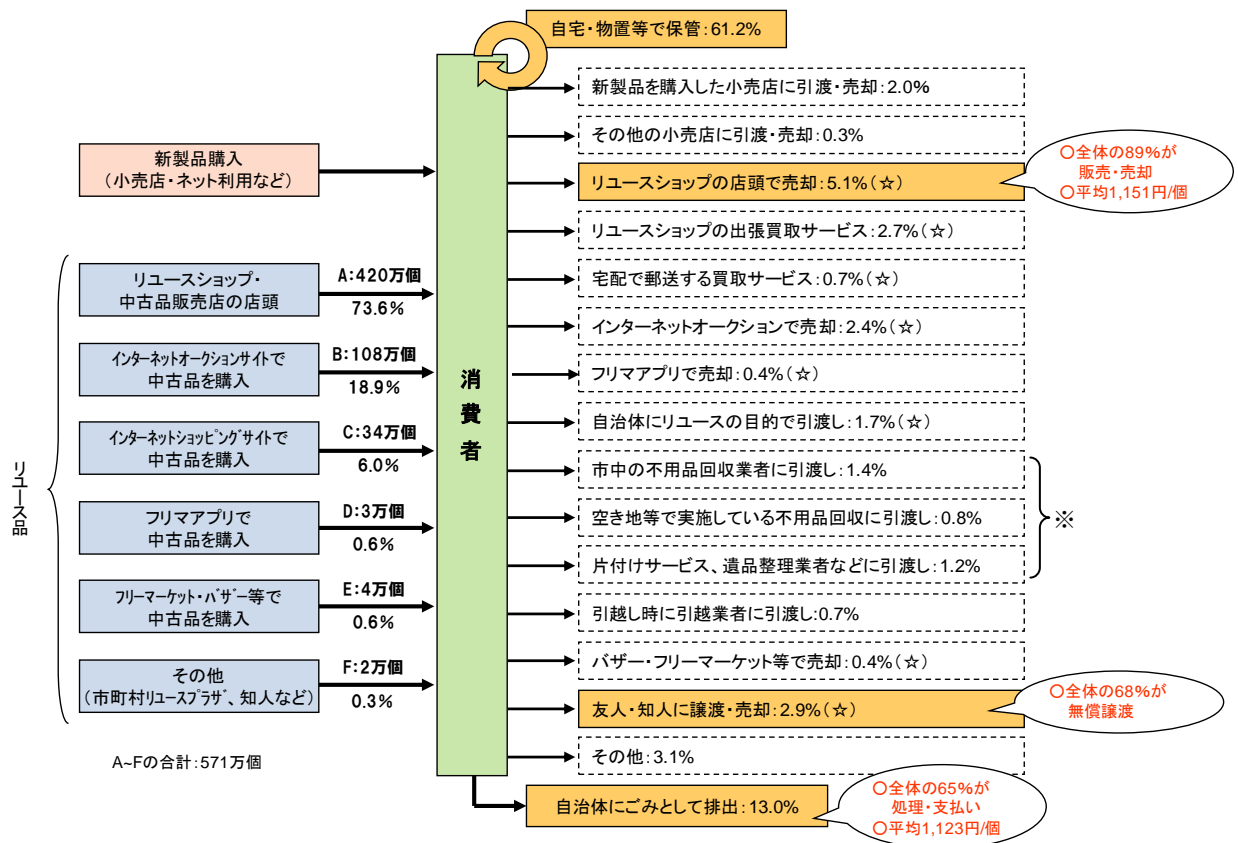 自宅・物置等で保管:61.2%
新製品を購入した小売店に引渡・売却:2.0%
その他の小売店に引渡・売却:0.3%
○全体の89%が
販売・売却
○平均1,151円/個
新製品購入
(小売店・ネット利用など)
リユースショップの店頭で売却:5.1%(☆)
リユースショップの出張買取サービス:2.7%(☆)
リユースショップ・
中古品販売店の店頭
A:420万個
73.6%
宅配で郵送する買取サービス:0.7%(☆)
インターネットオークションで売却:2.4%(☆)
インターネットオークションサイトで
中古品を購入
B:108万個
18.9%
フリマアプリで売却:0.4%(☆)
消費者
自治体にリユースの目的で引渡し:1.7%(☆)
インターネットショッピングサイトで
中古品を購入
C:34万個
6.0%
市中の不用品回収業者に引渡し:1.4%
リユース品
フリマアプリで
中古品を購入
D:3万個
0.6%
空き地等で実施している不用品回収に引渡し:0.8%
※
片付けサービス、遺品整理業者などに引渡し:1.2%
フリーマーケット・バザー等で
中古品を購入
E:4万個
0.6%
引越し時に引越業者に引渡し:0.7%
バザー・フリーマーケット等で売却:0.4%(☆)
その他
(市町村リユースプラザ、知人など)
F:2万個
0.3%
友人・知人に譲渡・売却:2.9%(☆)
○全体の68%が
無償譲渡
その他:3.1%
A~Fの合計:571万個
自治体にごみとして排出:13.0%
○全体の65%が
処理・支払い
○平均1,123円/個